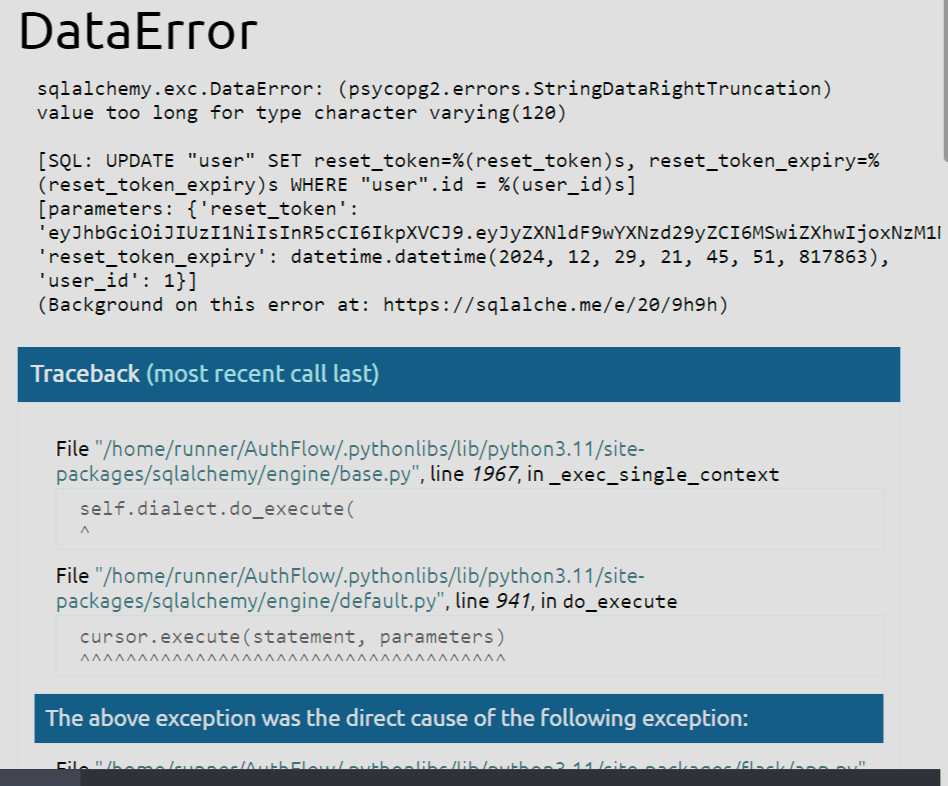 DataError
sqlalchemy.exc.DataError: (psycopg2.errors.StringDataRightTruncation)
value too long for type character varying(120)
[SQL: UPDATE "user" SET reset_token=%(reset_token)s, reset_token_expiry=%
(reset_token_expiry)s WHERE "user".id = %(user_id)s]
[parameters: {'reset_token':
'eyJhbGciOiJIUzI1NiIsInR5cCI6IkpXVCJ9.eyJyZXNldF9wYXNzd29yZCI6MSwiZXhwIjoxNzM1
'reset_token_expiry': datetime.datetime(2024, 12, 29, 21, 45, 51, 817863),
'user_id': 1}]
(Background on this error at: https://sqlalche.me/e/20/9h9h)
Traceback (most recent call last)
File "/home/runner/AuthFlow/.pythonlibs/lib/python3.11/site-
packages/sqlalchemy/engine/base.py", line 1967, in _exec_single_context
self.dialect.do_execute(
^
File "/home/runner/AuthFlow/.pythonlibs/lib/python3.11/site-
packages/sqlalchemy/engine/default.py", line 941, in do_execute
cursor.execute(statement, parameters)
^^^^^^^^^^^^^^^^^^^^^^^^^^^^^^^^^^^^^
The above exception was the direct cause of the following exception:
File "/home/runner/AuthFlow/.pythonlibs/lib/python3.11/site-packages/flask/app.py"